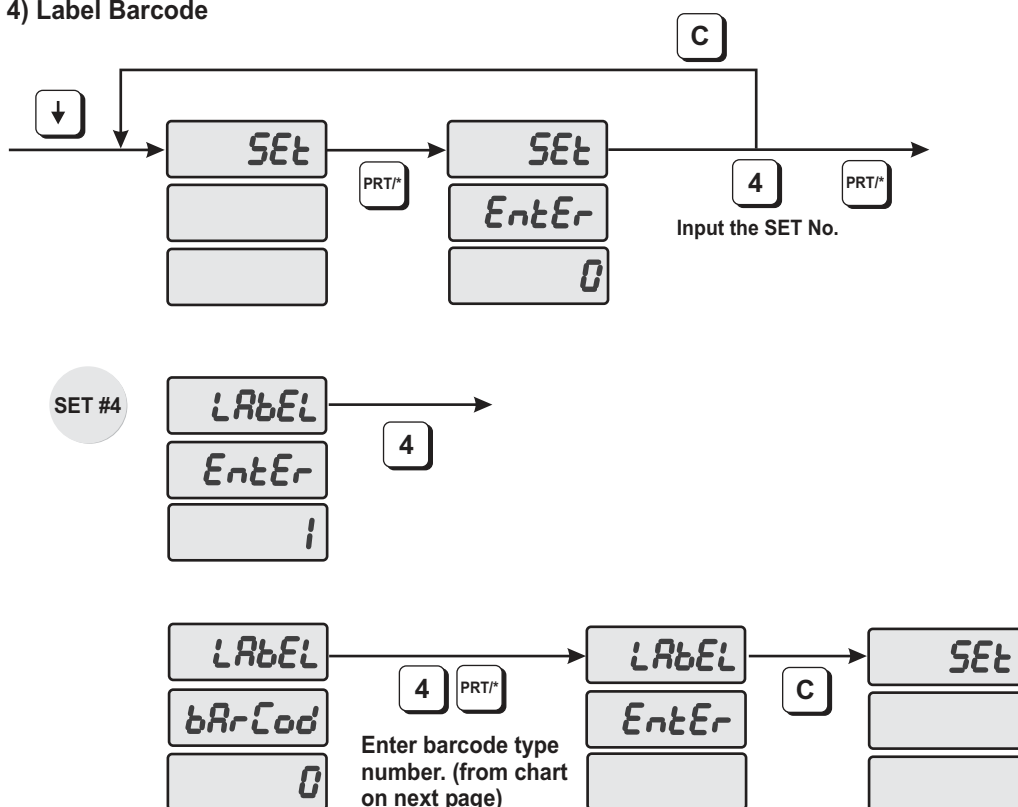 4) Label Barcode
C
↓
SEt
PRT/*
SEt
EntEr
0
4
PRT/*
Input the SET No.
SET #4
LAbEL
EntEr
1
4
LAbEL
bArCod
0
4
PRT/*
Enter barcode type
number. (from chart
on next page)
LAbEL
EntEr
C
SEt